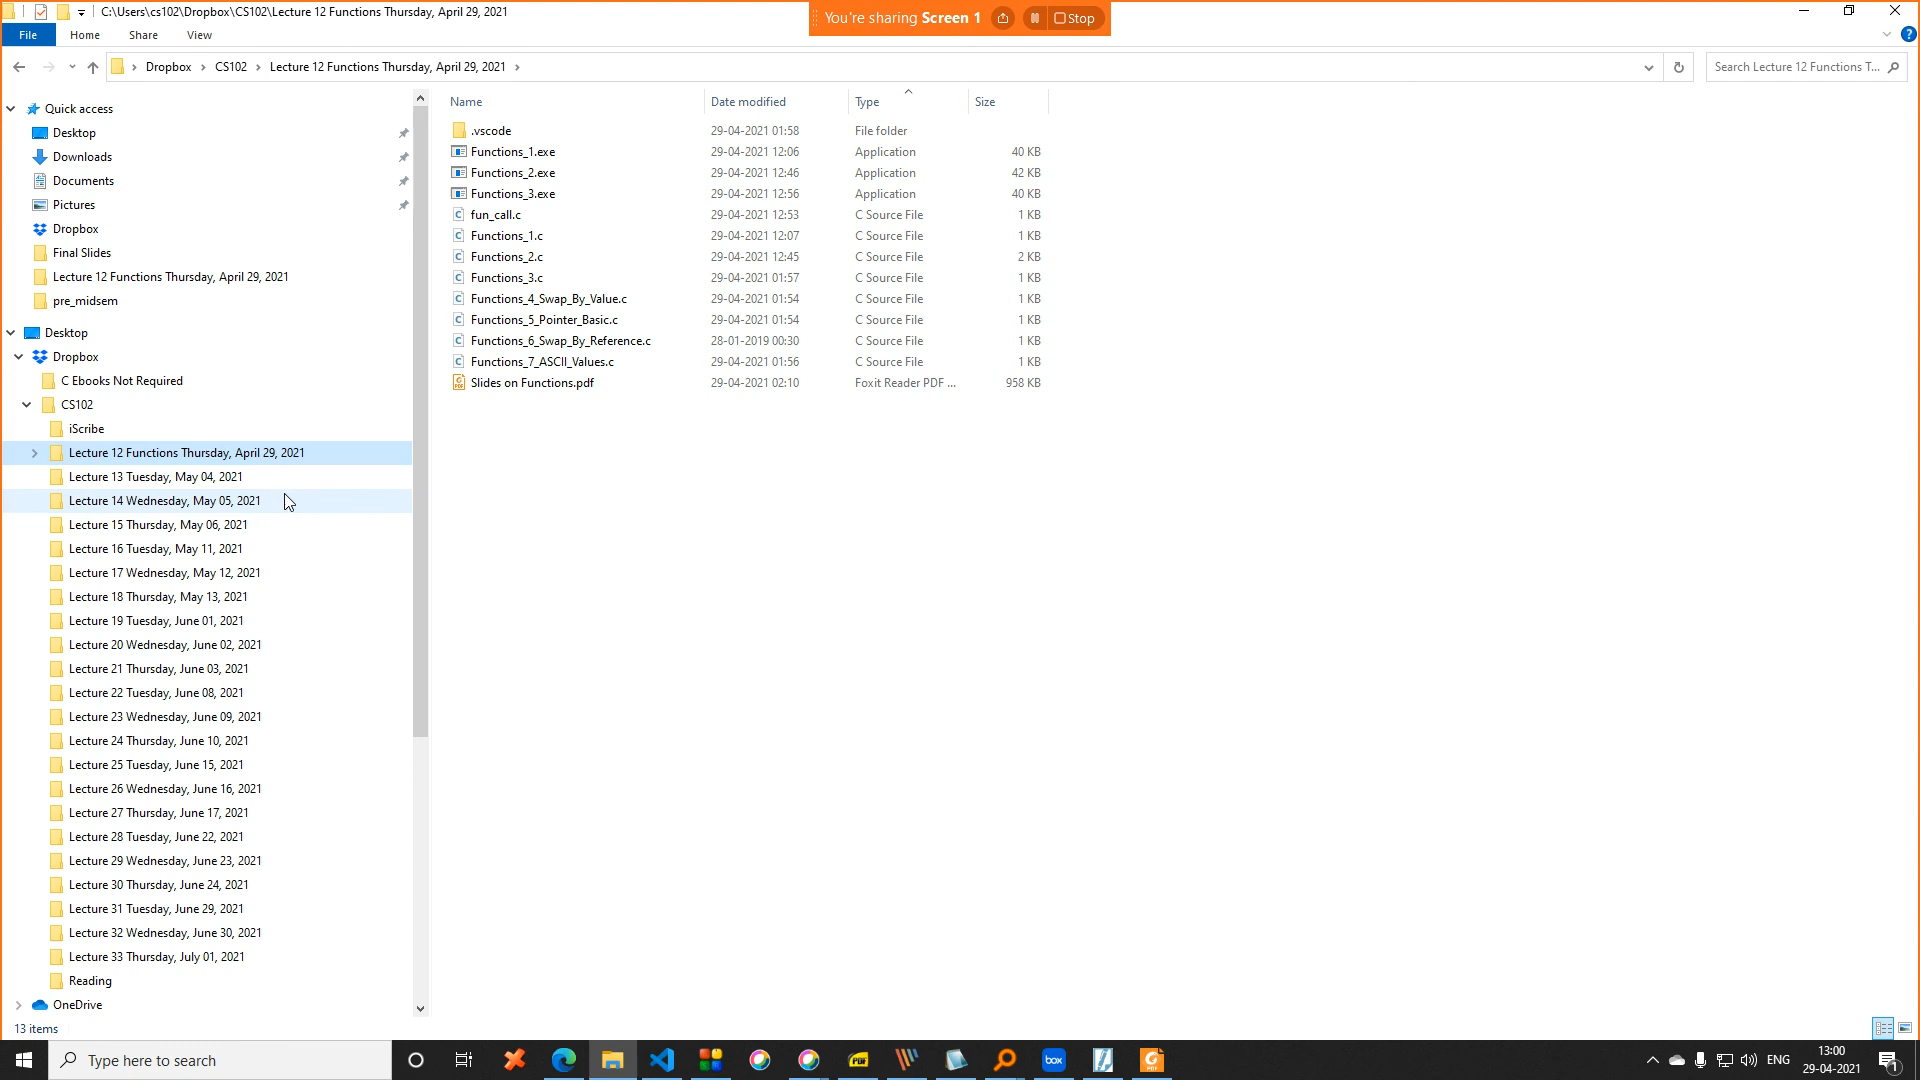 C:\Users\cs102\Dropbox\CS102\Lecture 12 Functions Thursday, April 29, 2021
You're sharing Screen 1 Stop
File Home Share View
Dropbox CS102 Lecture 12 Functions Thursday, April 29, 2021
Search Lecture 12 Functions T...
Quick access
Desktop
Downloads
Documents
Pictures
Dropbox
Final Slides
Lecture 12 Functions Thursday, April 29, 2021
pre_midsem
Desktop
Dropbox
C Ebooks Not Required
CS102
iScribe
Lecture 12 Functions Thursday, April 29, 2021
Lecture 13 Tuesday, May 04, 2021
Lecture 14 Wednesday, May 05, 2021
Lecture 15 Thursday, May 06, 2021
Lecture 16 Tuesday, May 11, 2021
Lecture 17 Wednesday, May 12, 2021
Lecture 18 Thursday, May 13, 2021
Lecture 19 Tuesday, June 01, 2021
Lecture 20 Wednesday, June 02, 2021
Lecture 21 Thursday, June 03, 2021
Lecture 22 Tuesday, June 08, 2021
Lecture 23 Wednesday, June 09, 2021
Lecture 24 Thursday, June 10, 2021
Lecture 25 Tuesday, June 15, 2021
Lecture 26 Wednesday, June 16, 2021
Lecture 27 Thursday, June 17, 2021
Lecture 28 Tuesday, June 22, 2021
Lecture 29 Wednesday, June 23, 2021
Lecture 30 Thursday, June 24, 2021
Lecture 31 Tuesday, June 29, 2021
Lecture 32 Wednesday, June 30, 2021
Lecture 33 Thursday, July 01, 2021
Reading
OneDrive
Name Date modified Type Size
.vscode 29-04-2021 01:58 File folder
Functions_1.exe 29-04-2021 12:06 Application 40 KB
Functions_2.exe 29-04-2021 12:46 Application 42 KB
Functions_3.exe 29-04-2021 12:56 Application 40 KB
fun_call.c 29-04-2021 12:53 C Source File 1 KB
Functions_1.c 29-04-2021 12:07 C Source File 1 KB
Functions_2.c 29-04-2021 12:45 C Source File 2 KB
Functions_3.c 29-04-2021 01:57 C Source File 1 KB
Functions_4_Swap_By_Value.c 29-04-2021 01:54 C Source File 1 KB
Functions_5_Pointer_Basic.c 29-04-2021 01:54 C Source File 1 KB
Functions_6_Swap_By_Reference.c 28-01-2019 00:30 C Source File 1 KB
Functions_7_ASCII_Values.c 29-04-2021 01:56 C Source File 1 KB
Slides on Functions.pdf 29-04-2021 02:10 Foxit Reader PDF ... 958 KB
13 items
Type here to search
PDF
box
ENG
13:00
29-04-2021
1